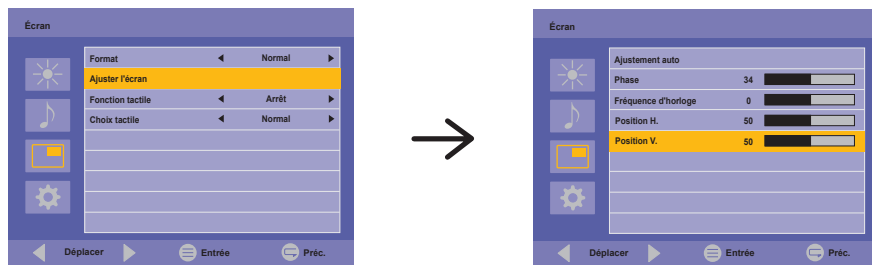 Écran
Format Normal
Ajuster l'écran
Fonction tactile Arrêt
Choix tactile Normal
Déplacer Entrée Préc.
Écran
Ajustement auto
Phase 34
Fréquence d'horloge 0
Position H. 50
Position V. 50
Déplacer Entrée Préc.